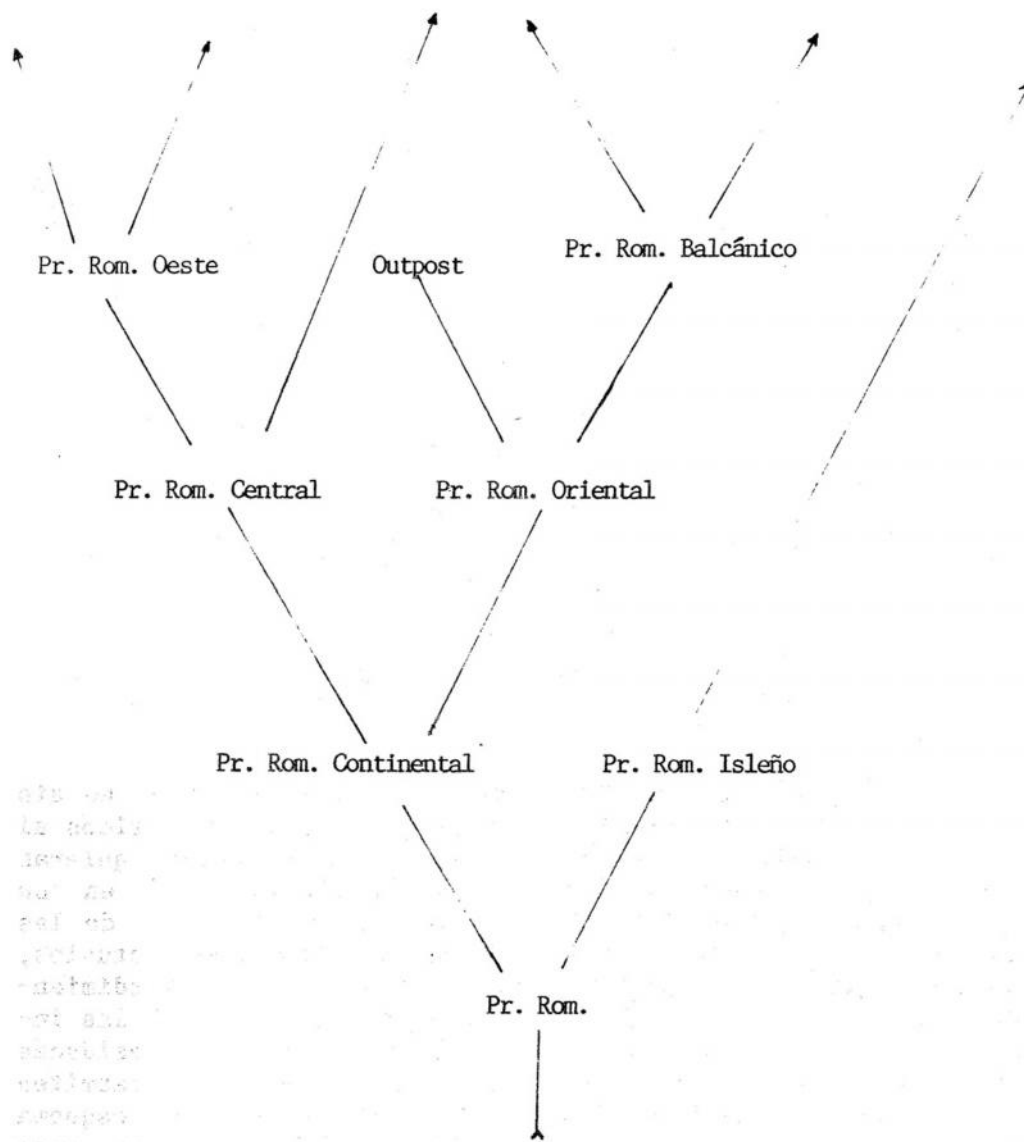 Pr. Rom. Oeste
Outpost
Pr. Rom. Balcánico
Pr. Rom. Central
Pr. Rom. Oriental
Pr. Rom. Continental
Pr. Rom. Isleño
Pr. Rom.